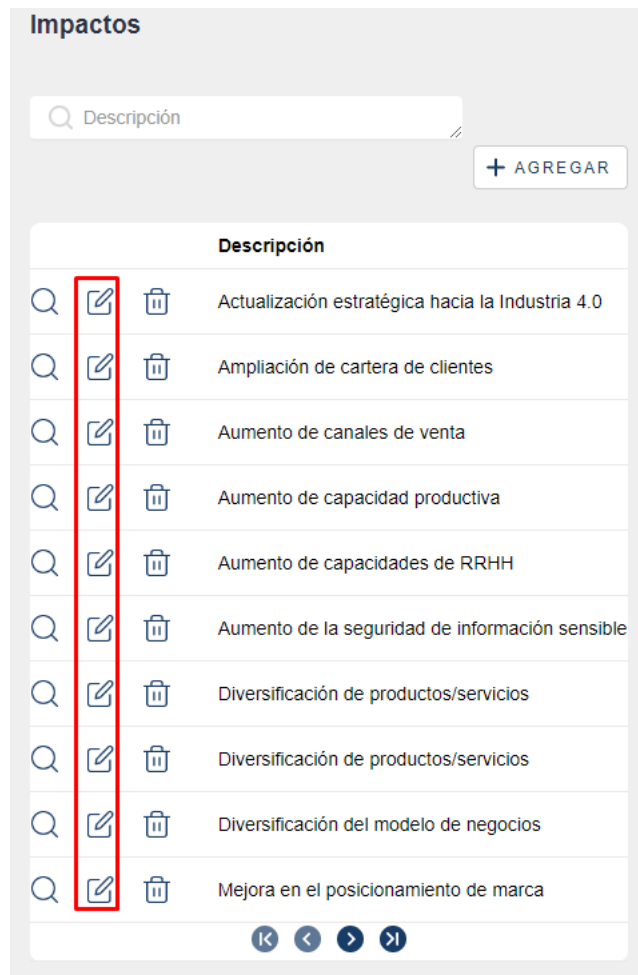 Impactos
Descripción
+ AGREGAR
Descripción
Actualización estratégica hacia la Industria 4.0
Ampliación de cartera de clientes
Aumento de canales de venta
Aumento de capacidad productiva
Aumento de capacidades de RRHH
Aumento de la seguridad de información sensible
Diversificación de productos/servicios
Diversificación de productos/servicios
Diversificación del modelo de negocios
Mejora en el posicionamiento de marca